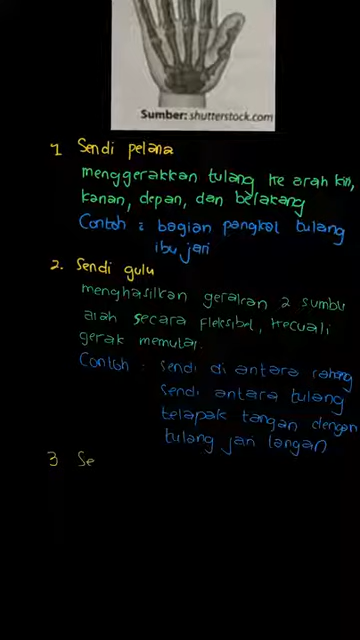 Sumber: shutterstock.com
1 Sendi pelana
menggerakkan tulang ke arah kiri,
kanan, depan, dan belakang
Contoh : bagian pangkal tulang
ibu jari
2. Sendi gulu
menghasilkan gerakan 2 sumbu
arah secara fleksibel, kecuali
gerak memutar.
Contoh : sendi di antara rahang
sendi antara tulang
telapak tangan dengan
tulang jari tangan
3 Se